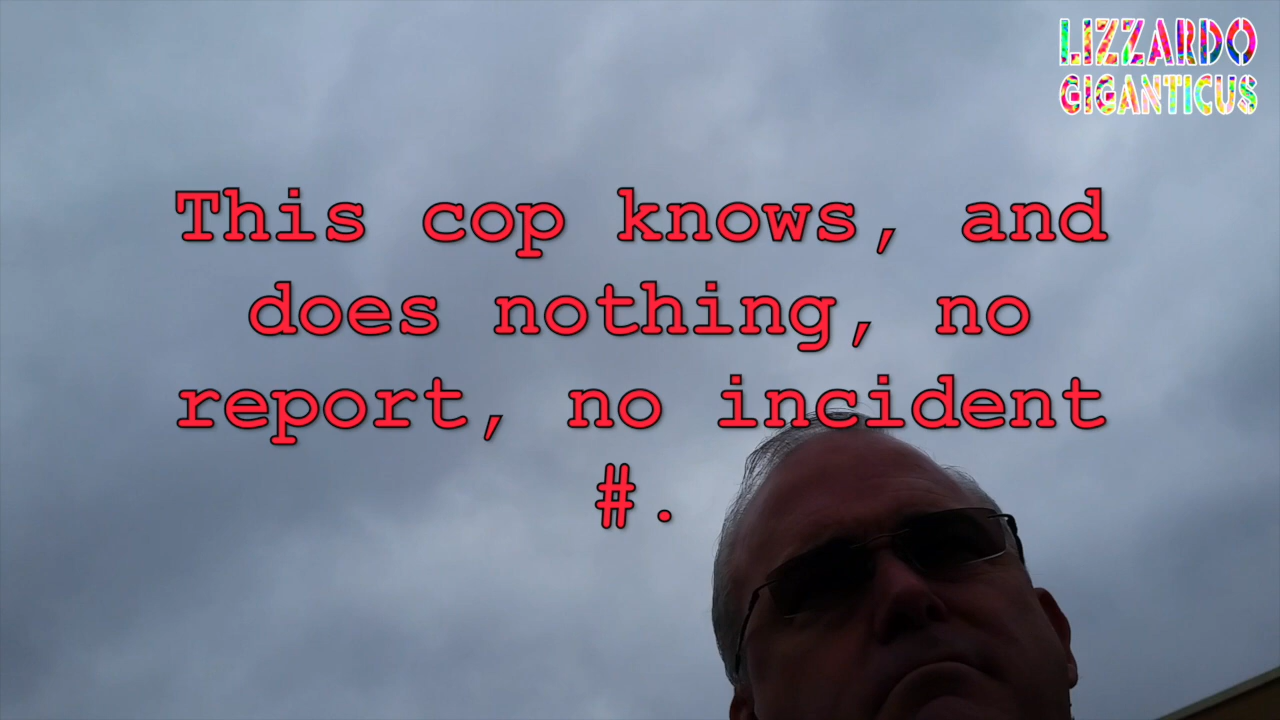 LIZZARDO
GIGANTICUS
This cop knows, and
does nothing, no
report, no incident
#.